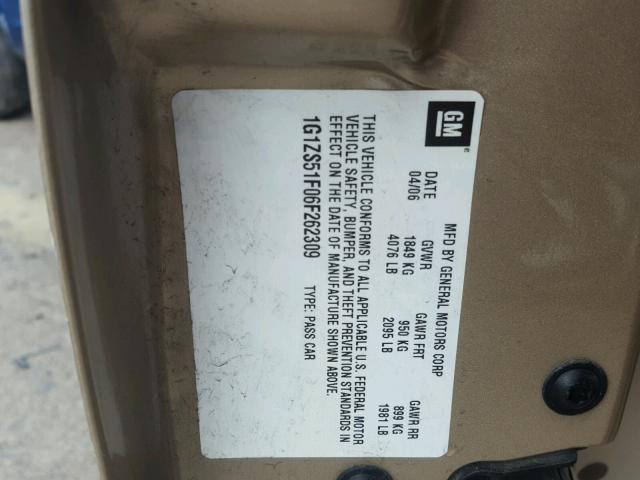 GM
MFD BY GENERAL MOTORS CORP
DATE GVWR GAWR FRT GAWR RR
04/06 1849 KG 950 KG 899 KG
4076 LB 2095 LB 1981 LB
THIS VEHICLE CONFORMS TO ALL APPLICABLE U.S. FEDERAL MOTOR
VEHICLE SAFETY, BUMPER, AND THEFT PREVENTION STANDARDS IN
EFFECT ON THE DATE OF MANUFACTURE SHOWN ABOVE.
1G1ZS51F06F262309 TYPE: PASS CAR